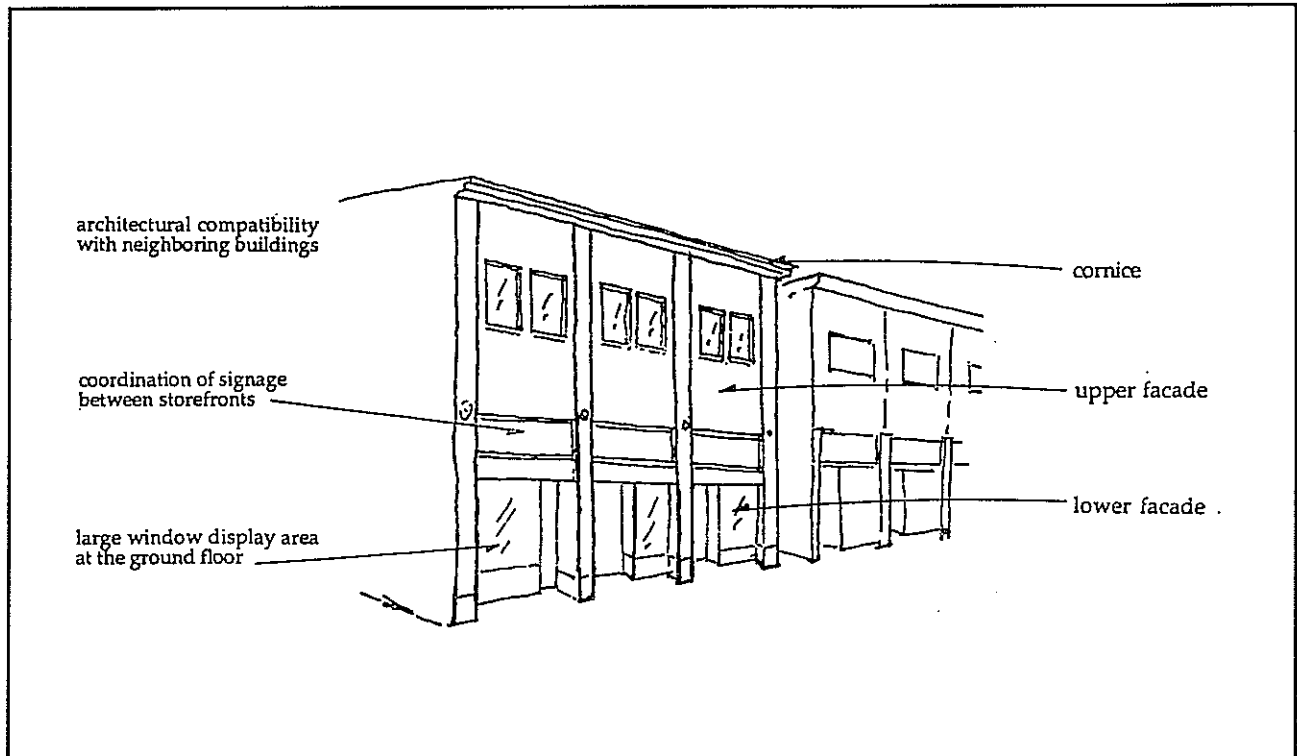 architectural compatibility
with neighboring buildings
cornice
coordination of signage
between storefronts
upper facade
large window display area
at the ground floor
lower facade